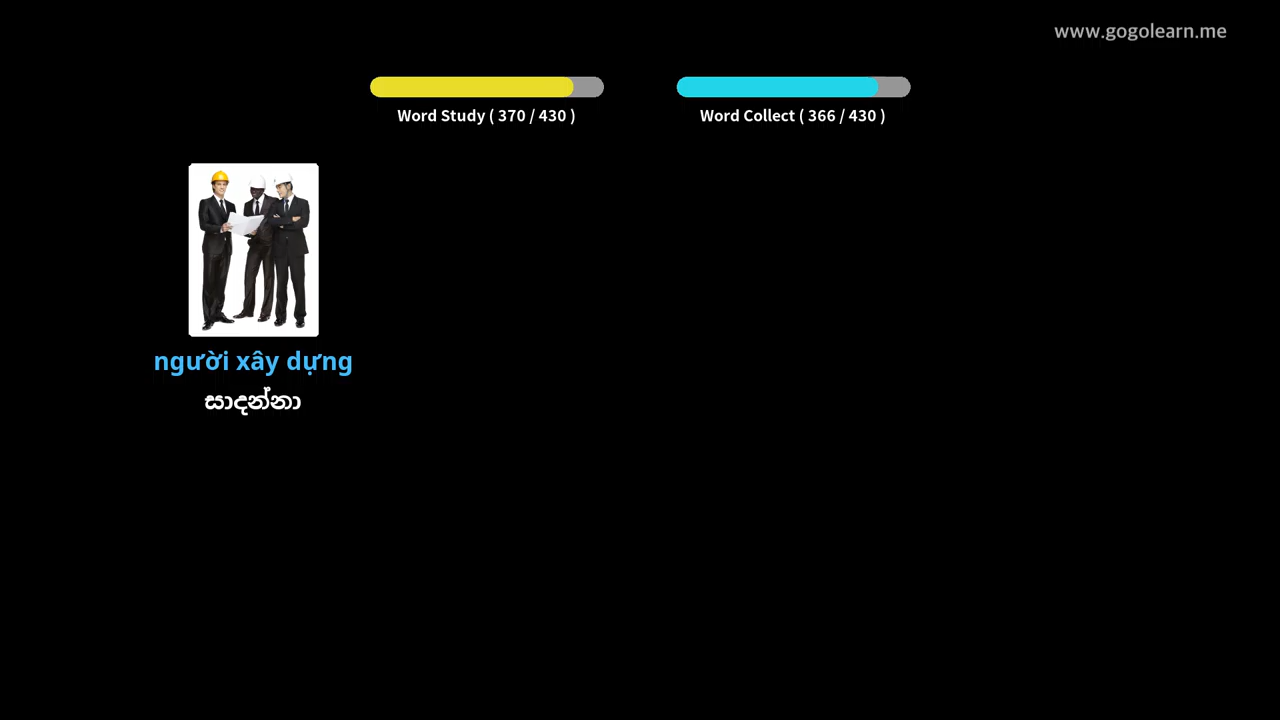 www.gogolearn.me
Word Study ( 370 / 430 )
Word Collect ( 366 / 430 )
người xây dựng
සාදන්නා